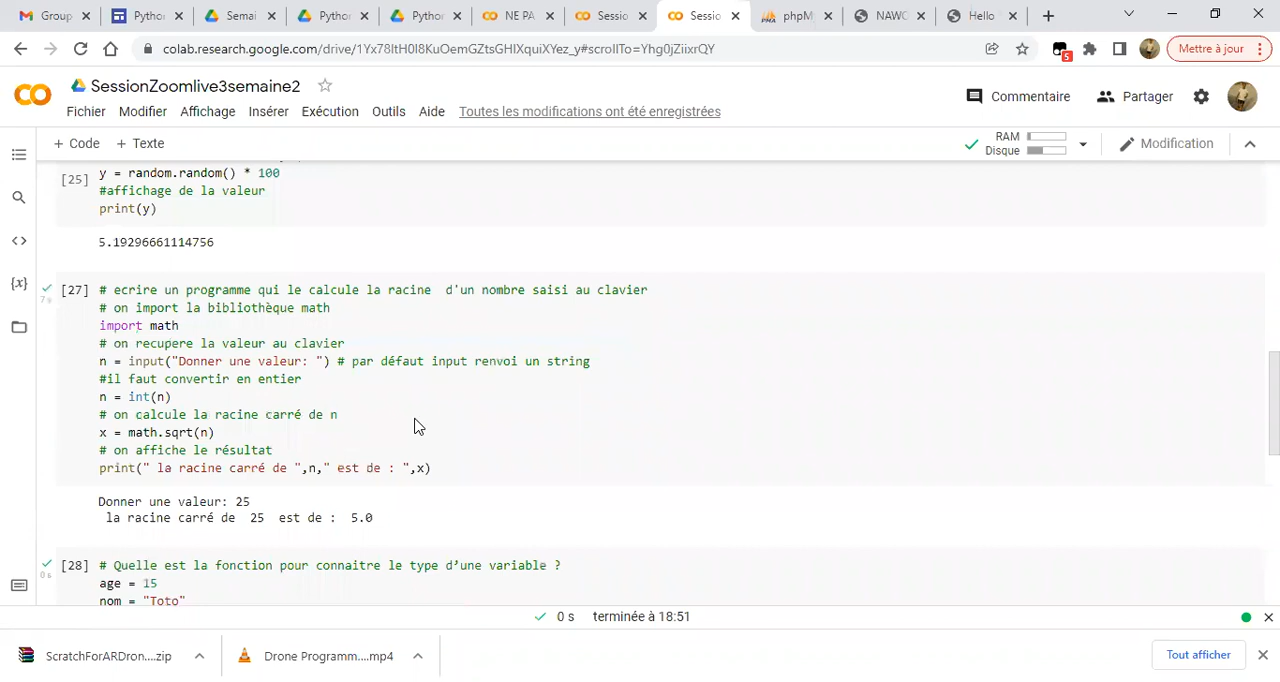 Group
Python
Semai
Python
Python
NE PA
Sessio
Sessio
phpM
NAWC
Hello
colab.research.google.com/drive/1Yx78ItH0I8KuOemGZtsGHIXquiXYez_y#scrollTo=Yhg0jZiixrQY
5
Mettre à jour
SessionZoomlive3semaine2
Commentaire
Partager
Fichier Modifier Affichage Insérer Exécution Outils Aide Toutes les modifications ont été enregistrées
+ Code + Texte
RAM
Disque
Modification
[25]
y = random.random() * 100
#affichage de la valeur
print(y)
5.19296661114756
[27] # ecrire un programme qui le calcule la racine d'un nombre saisi au clavier
# on import la bibliothèque math
import math
# on recupere la valeur au clavier
n = input("Donner une valeur: ") # par défaut input renvoi un string
#il faut convertir en entier
n = int(n)
# on calcule la racine carré de n
x = math.sqrt(n)
# on affiche le résultat
print(" la racine carré de ",n," est de : ",x)
Donner une valeur: 25
la racine carré de 25 est de : 5.0
[28] # Quelle est la fonction pour connaitre le type d'une variable ?
0 s
age = 15
nom = "Toto"
0 s terminée à 18:51
ScratchForARDron....zip
Drone Programm....mp4
Tout afficher